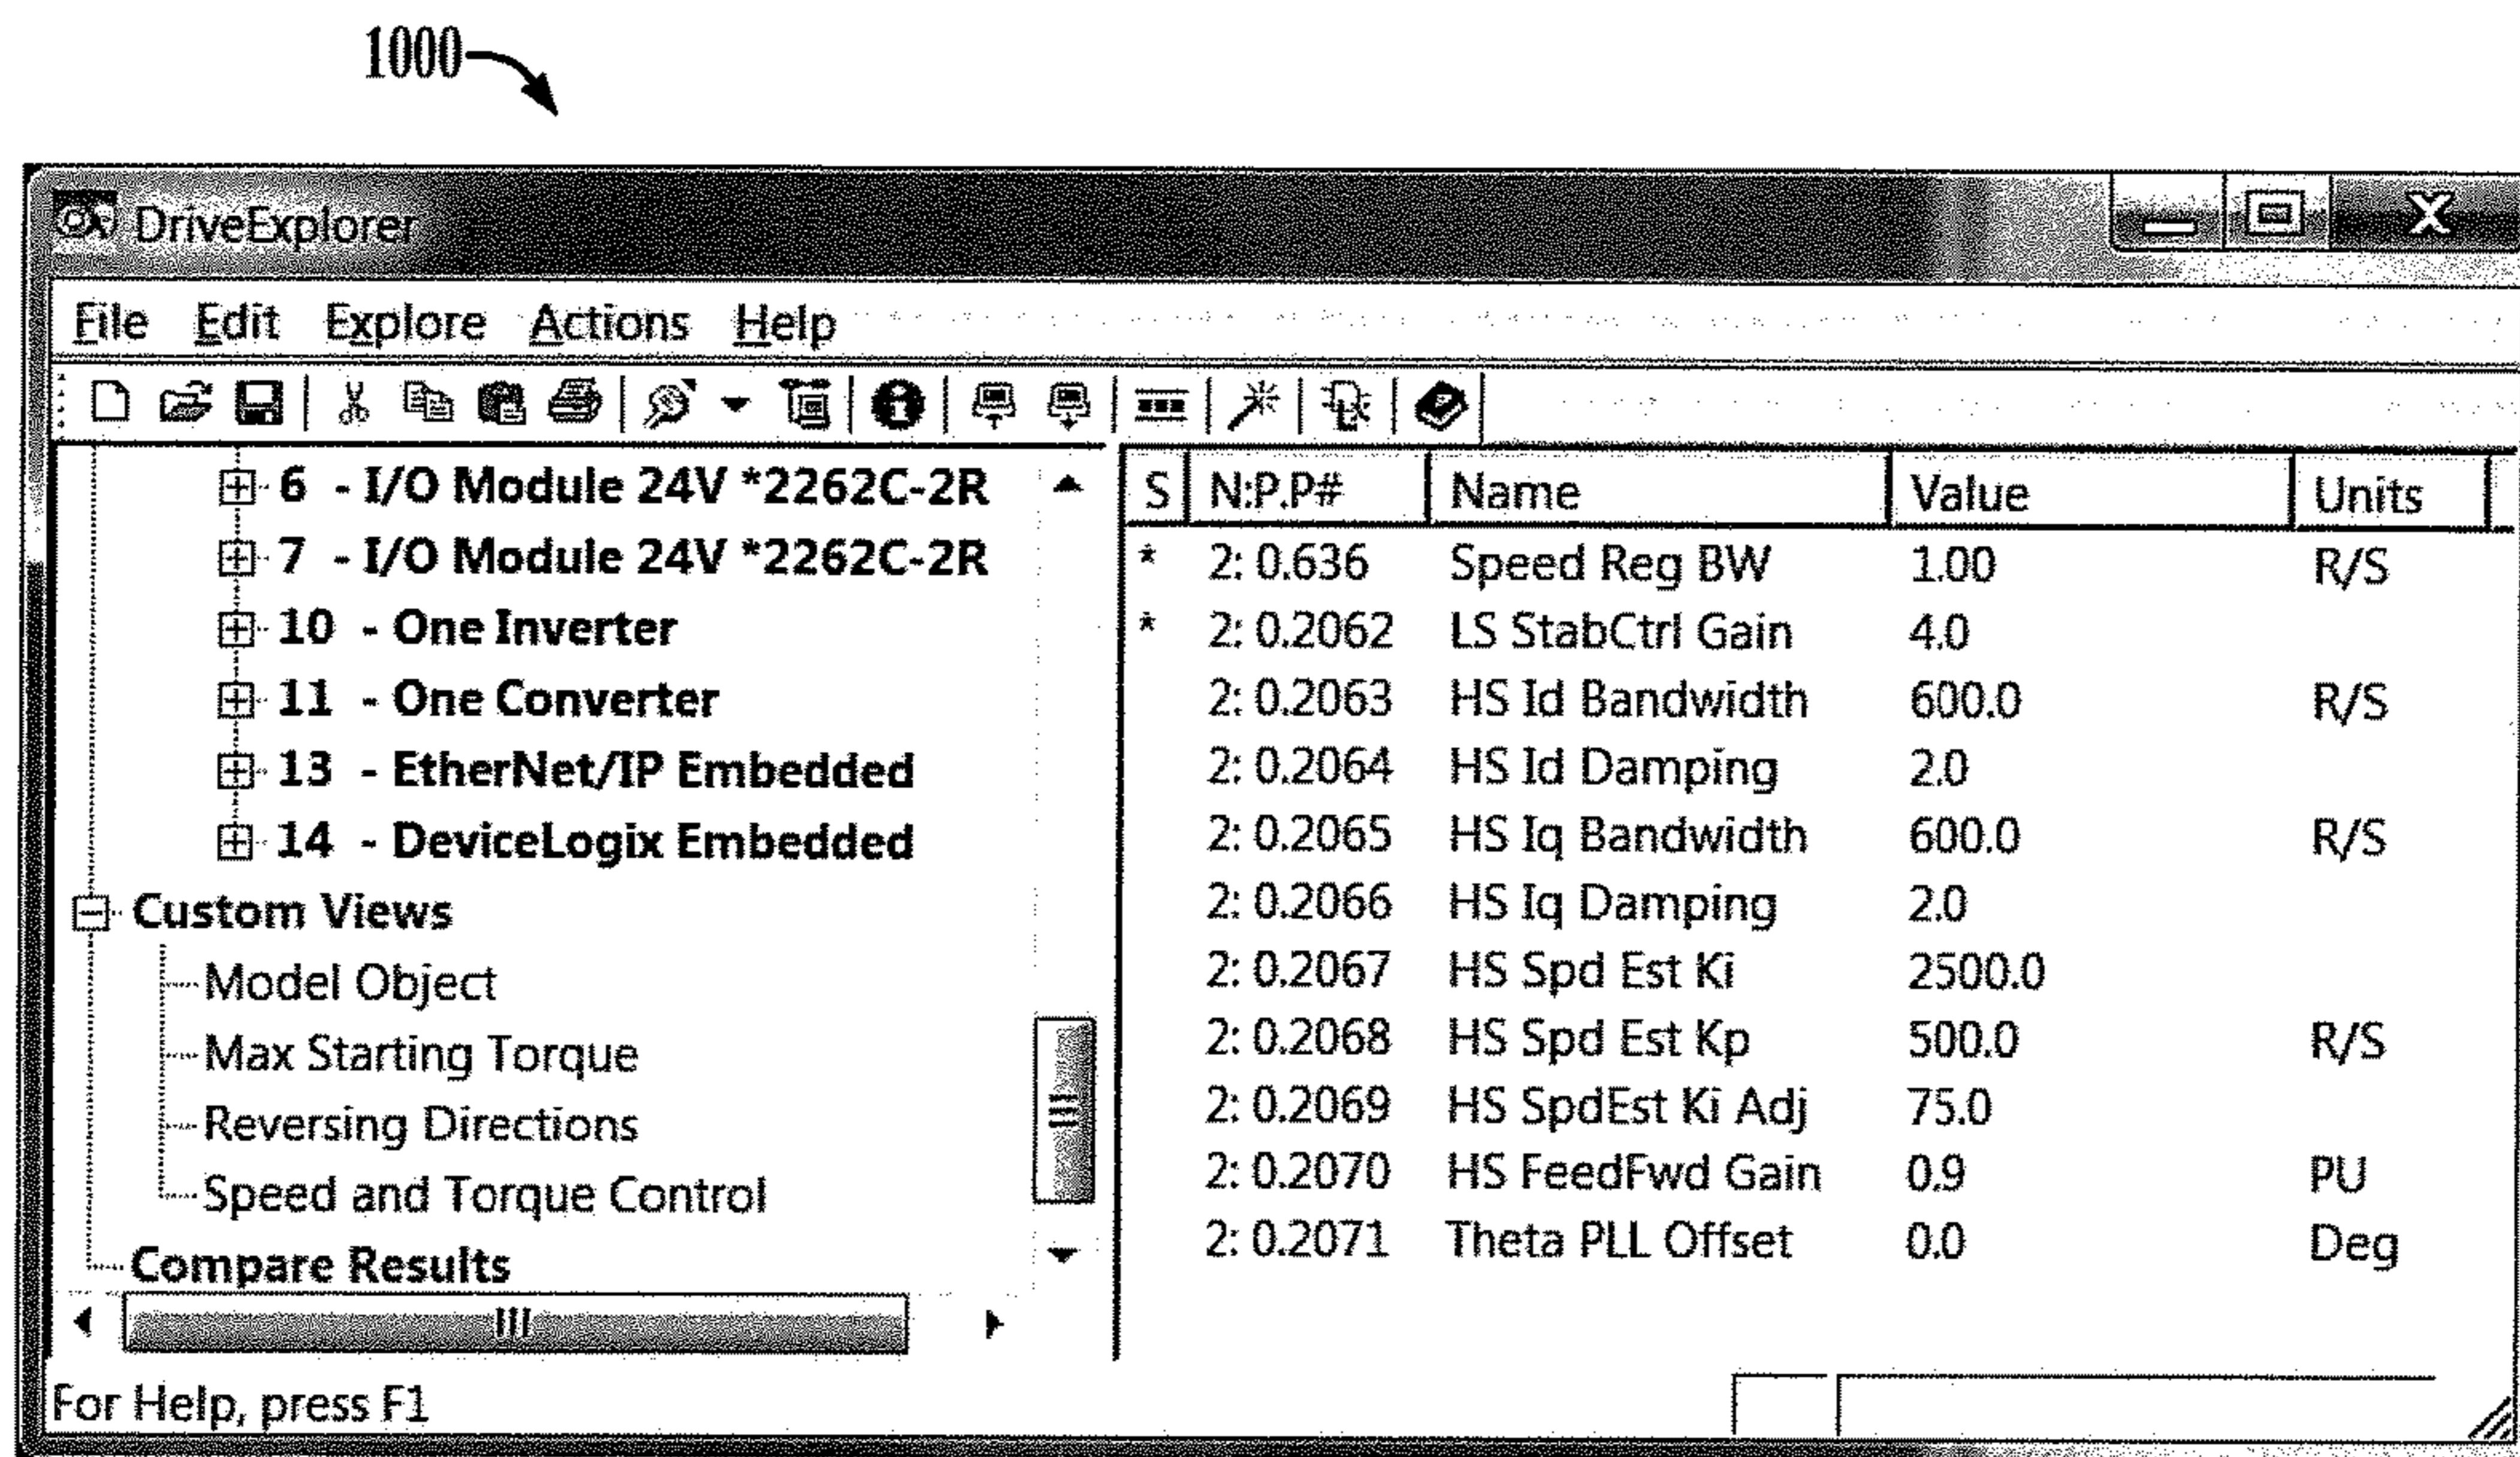 1000
DriveExplorer
File Edit Explore Actions Help
6 - I/O Module 24V *2262C-2R
7 - I/O Module 24V *2262C-2R
10 - One Inverter
11 - One Converter
13 - EtherNet/IP Embedded
14 - DeviceLogix Embedded
Custom Views
Model Object
Max Starting Torque
Reversing Directions
Speed and Torque Control
Compare Results
S N:P.P# Name Value Units
* 2: 0.636 Speed Reg BW 1.00 R/S
* 2: 0.2062 LS StabCtrl Gain 4.0
2: 0.2063 HS Id Bandwidth 600.0 R/S
2: 0.2064 HS Id Damping 2.0
2: 0.2065 HS Iq Bandwidth 600.0 R/S
2: 0.2066 HS Iq Damping 2.0
2: 0.2067 HS Spd Est Ki 2500.0
2: 0.2068 HS Spd Est Kp 500.0 R/S
2: 0.2069 HS SpdEst Ki Adj 75.0
2: 0.2070 HS FeedFwd Gain 0.9 PU
2: 0.2071 Theta PLL Offset 0.0 Deg
For Help, press F1